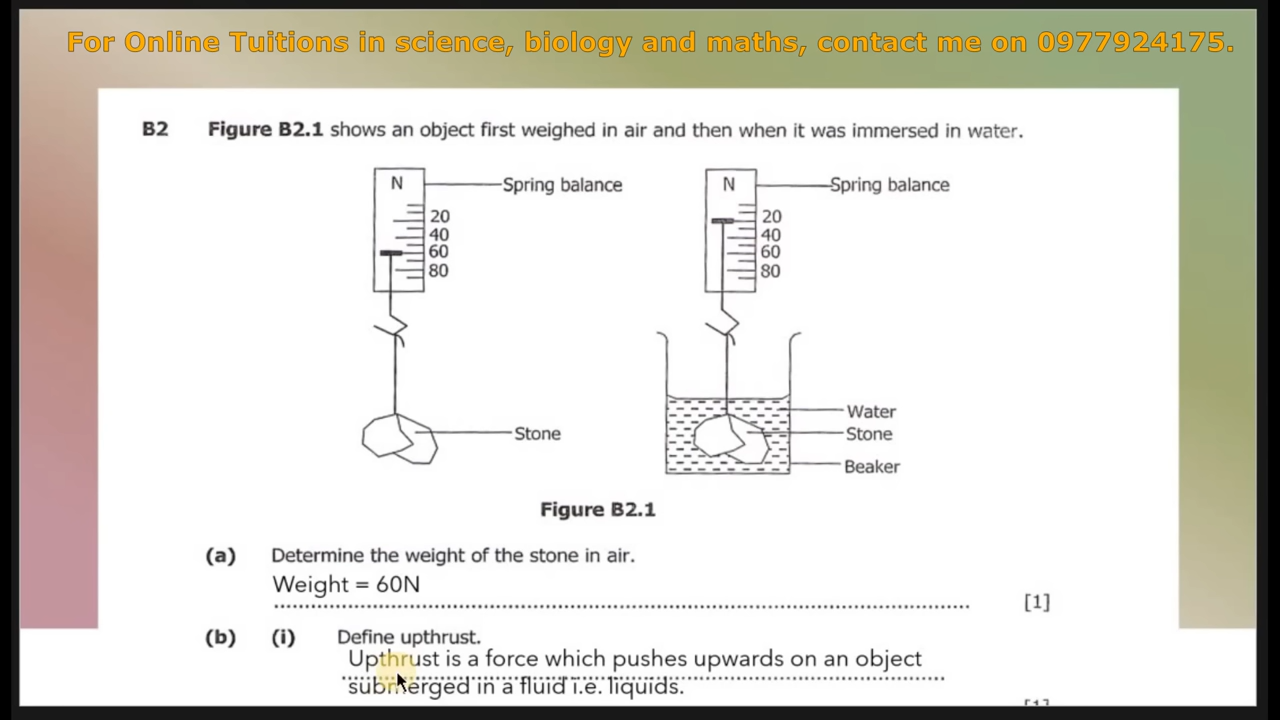 For Online Tuitions in science, biology and maths, contact me on 0977924175.
B2 Figure B2.1 shows an object first weighed in air and then when it was immersed in water.
N Spring balance N Spring balance
20 20
40 40
60 60
80 80
Water
Stone Stone
Beaker
Figure B2.1
(a) Determine the weight of the stone in air.
Weight = 60N
[1]
(b) (i) Define upthrust.
Upthrust is a force which pushes upwards on an object
submerged in a fluid i.e. liquids.
[1]